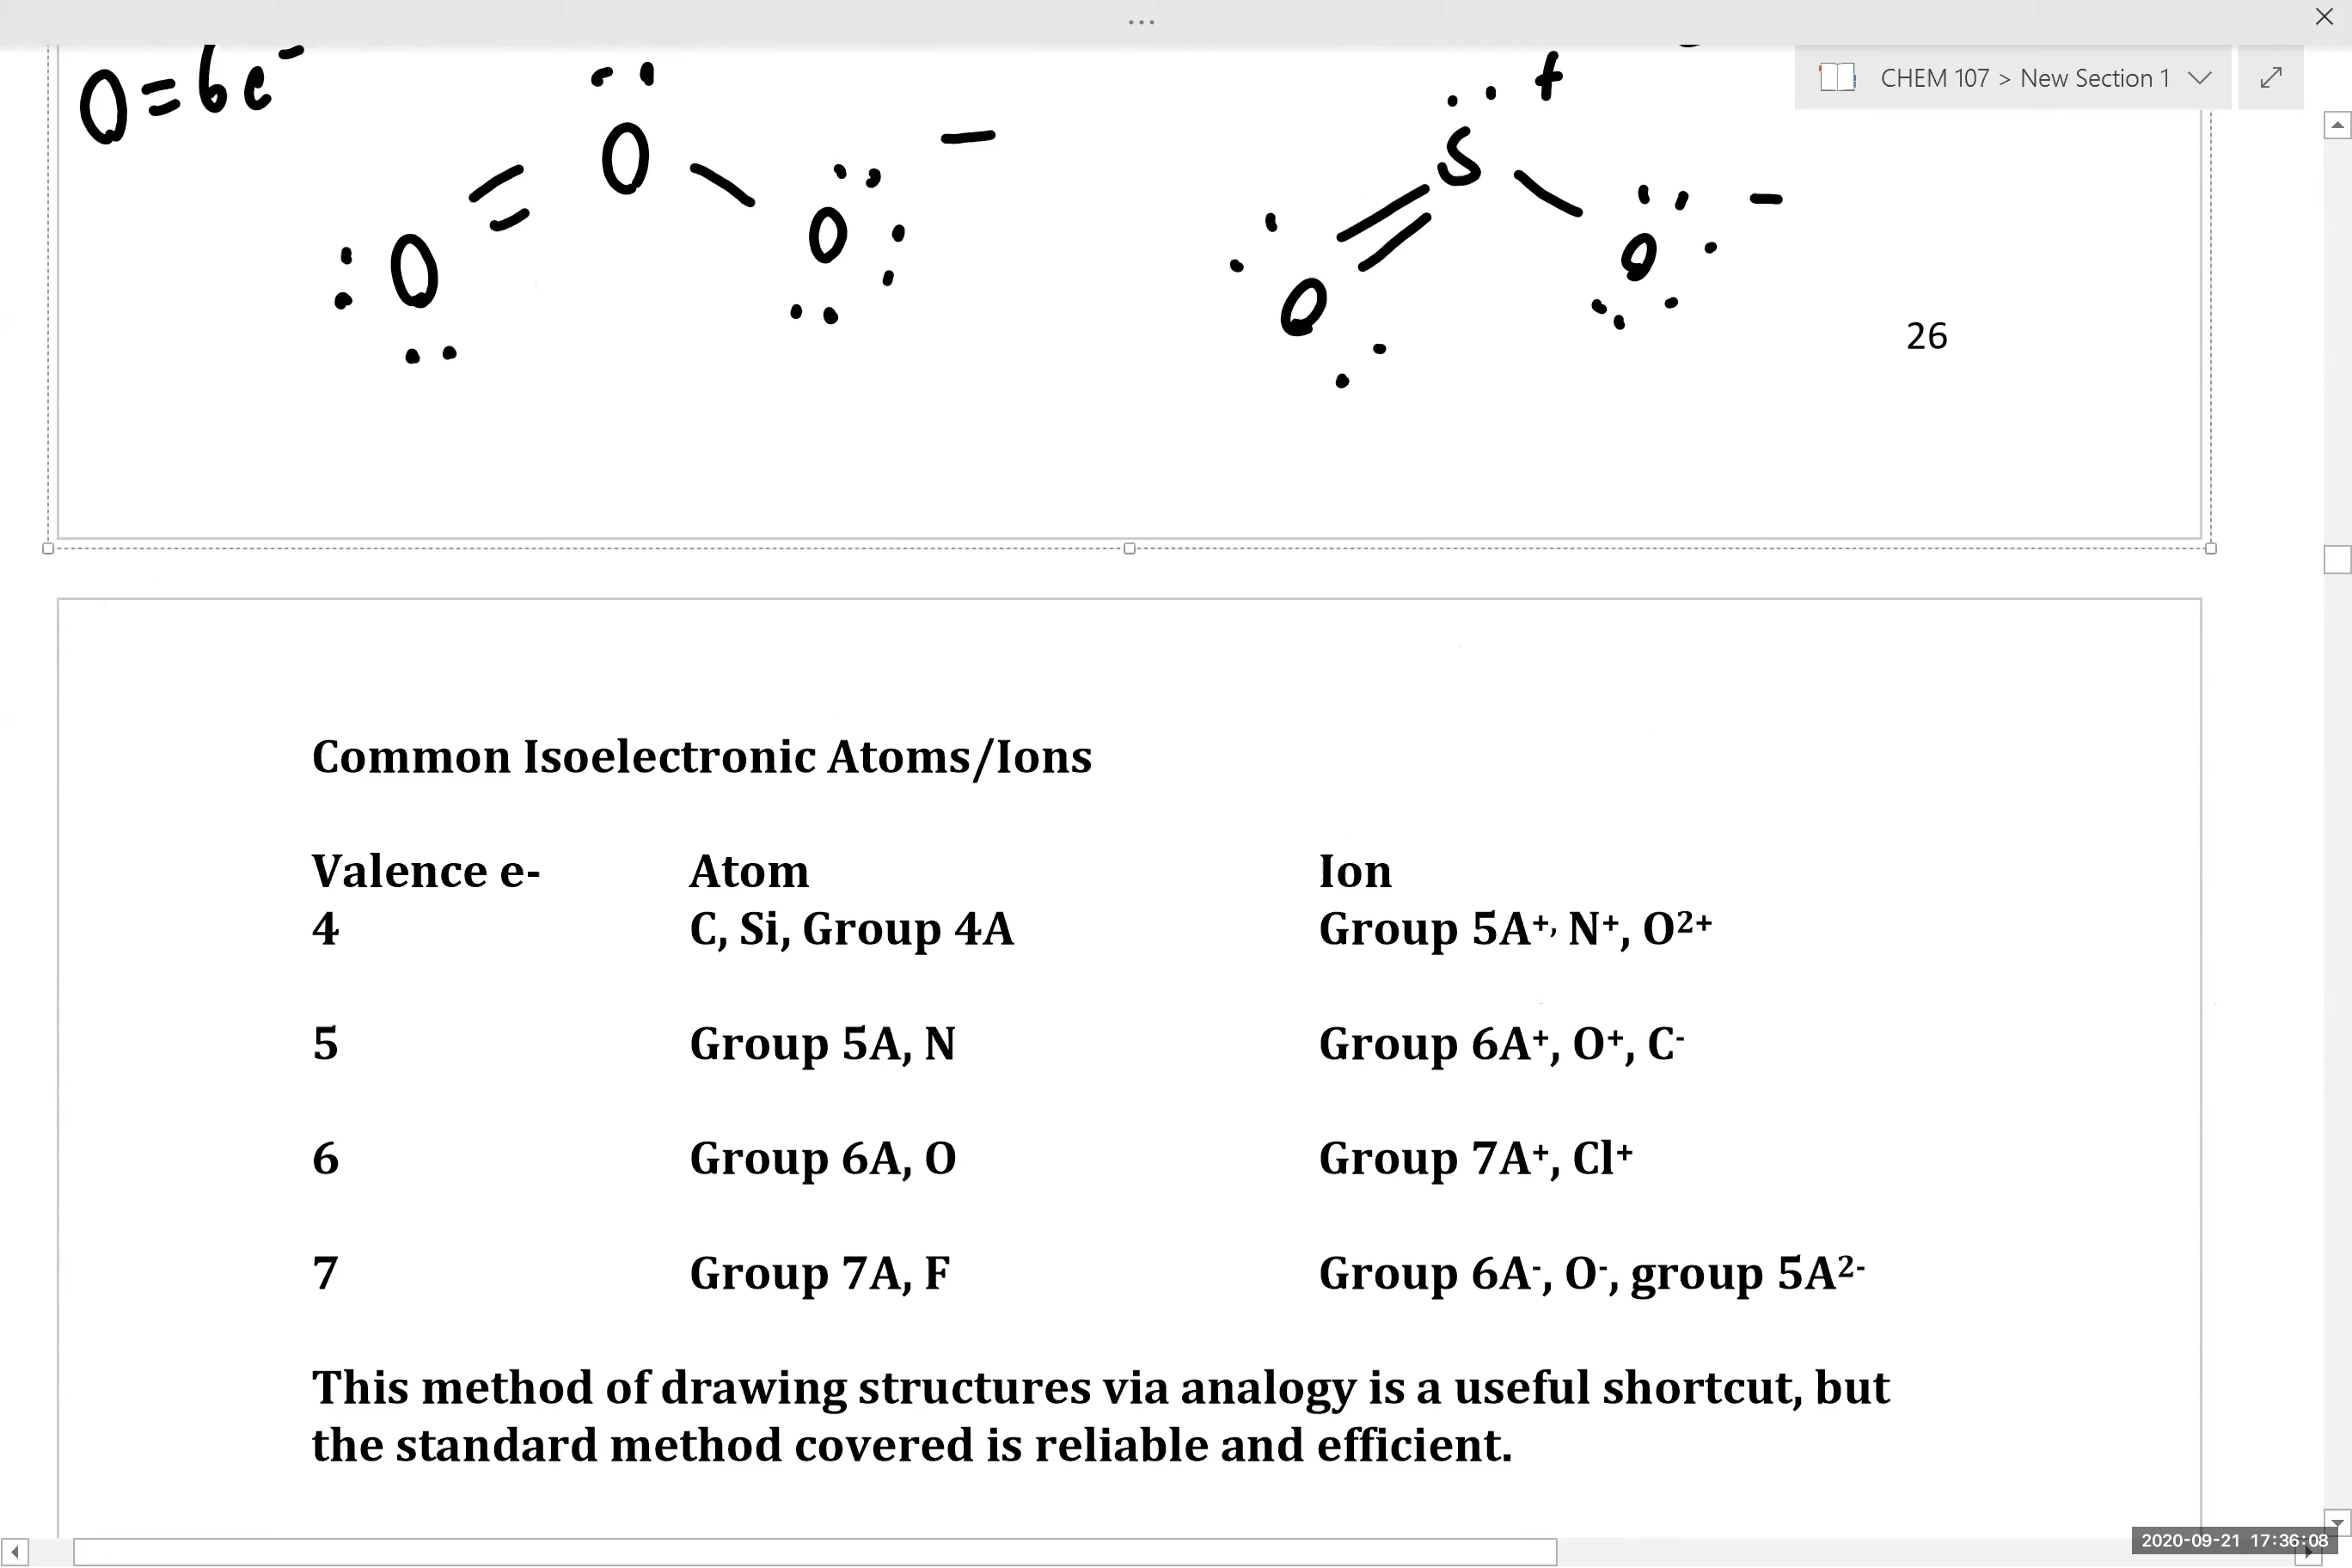 ...
CHEM 107 > New Section 1
O=6e⁻
O
O
O
−
S
+
O
O
−
26
Common Isoelectronic Atoms/Ions
Valence e- Atom Ion
4 C, Si, Group 4A Group 5A⁺, N⁺, O²⁺
5 Group 5A, N Group 6A⁺, O⁺, C⁻
6 Group 6A, O Group 7A⁺, Cl⁺
7 Group 7A, F Group 6A⁻, O⁻, group 5A²⁻
This method of drawing structures via analogy is a useful shortcut, but
the standard method covered is reliable and efficient.
2020-09-21 17:36:08